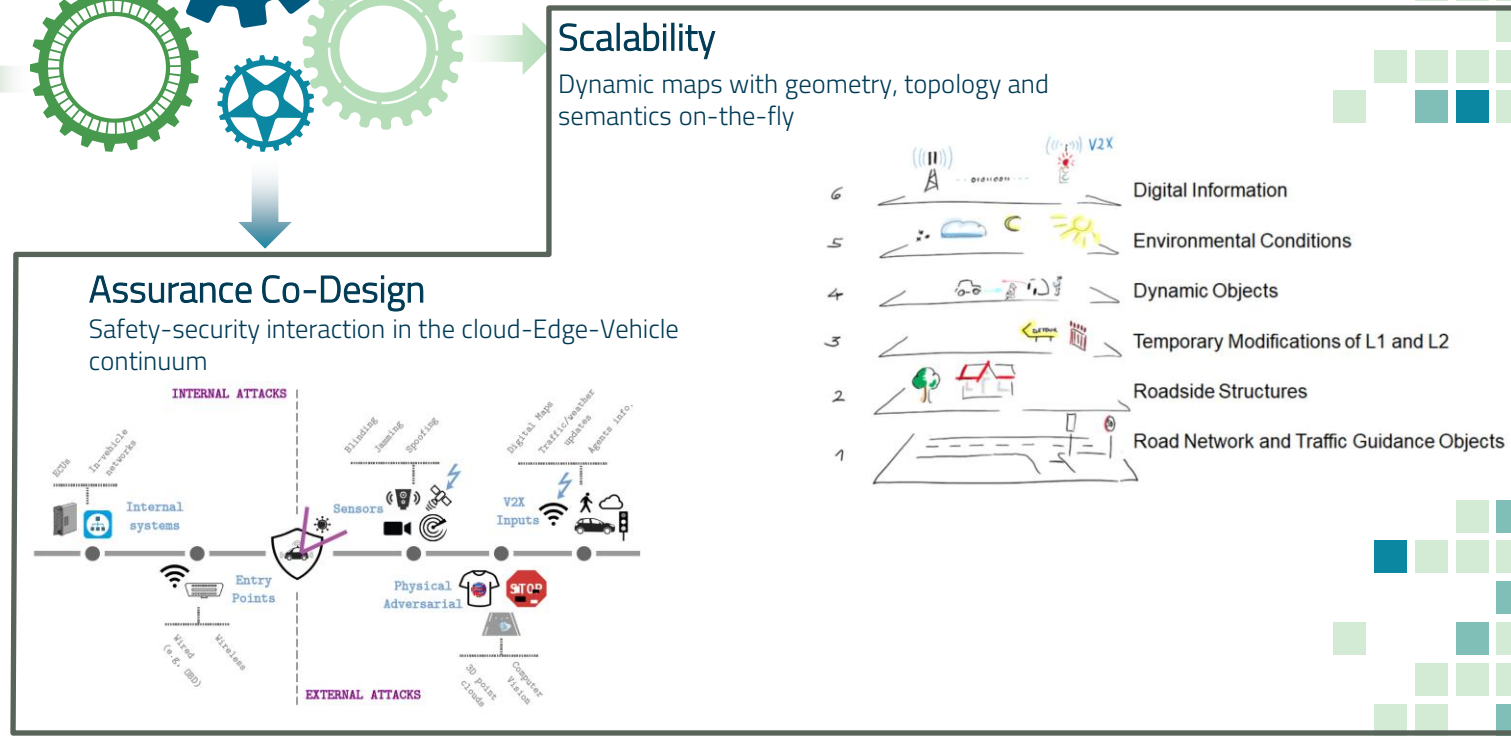 Scalability
Dynamic maps with geometry, topology and
semantics on-the-fly
V2X
6
Digital Information
5
Environmental Conditions
4
Dynamic Objects
3
DETOUR
Temporary Modifications of L1 and L2
2
Roadside Structures
1
Road Network and Traffic Guidance Objects
Assurance Co-Design
Safety-security interaction in the cloud-Edge-Vehicle
continuum
INTERNAL ATTACKS
ECUs
In-vehicle
networks
Internal
systems
Entry
Points
Wired
(e.g. OBD)
Wireless
Blinding
Jamming
Spoofing
Sensors
Digital Maps
Traffic/weather
updates
Agents info.
V2X
Inputs
Physical
Adversarial
STOP
3D point
clouds
Computer
Vision
EXTERNAL ATTACKS